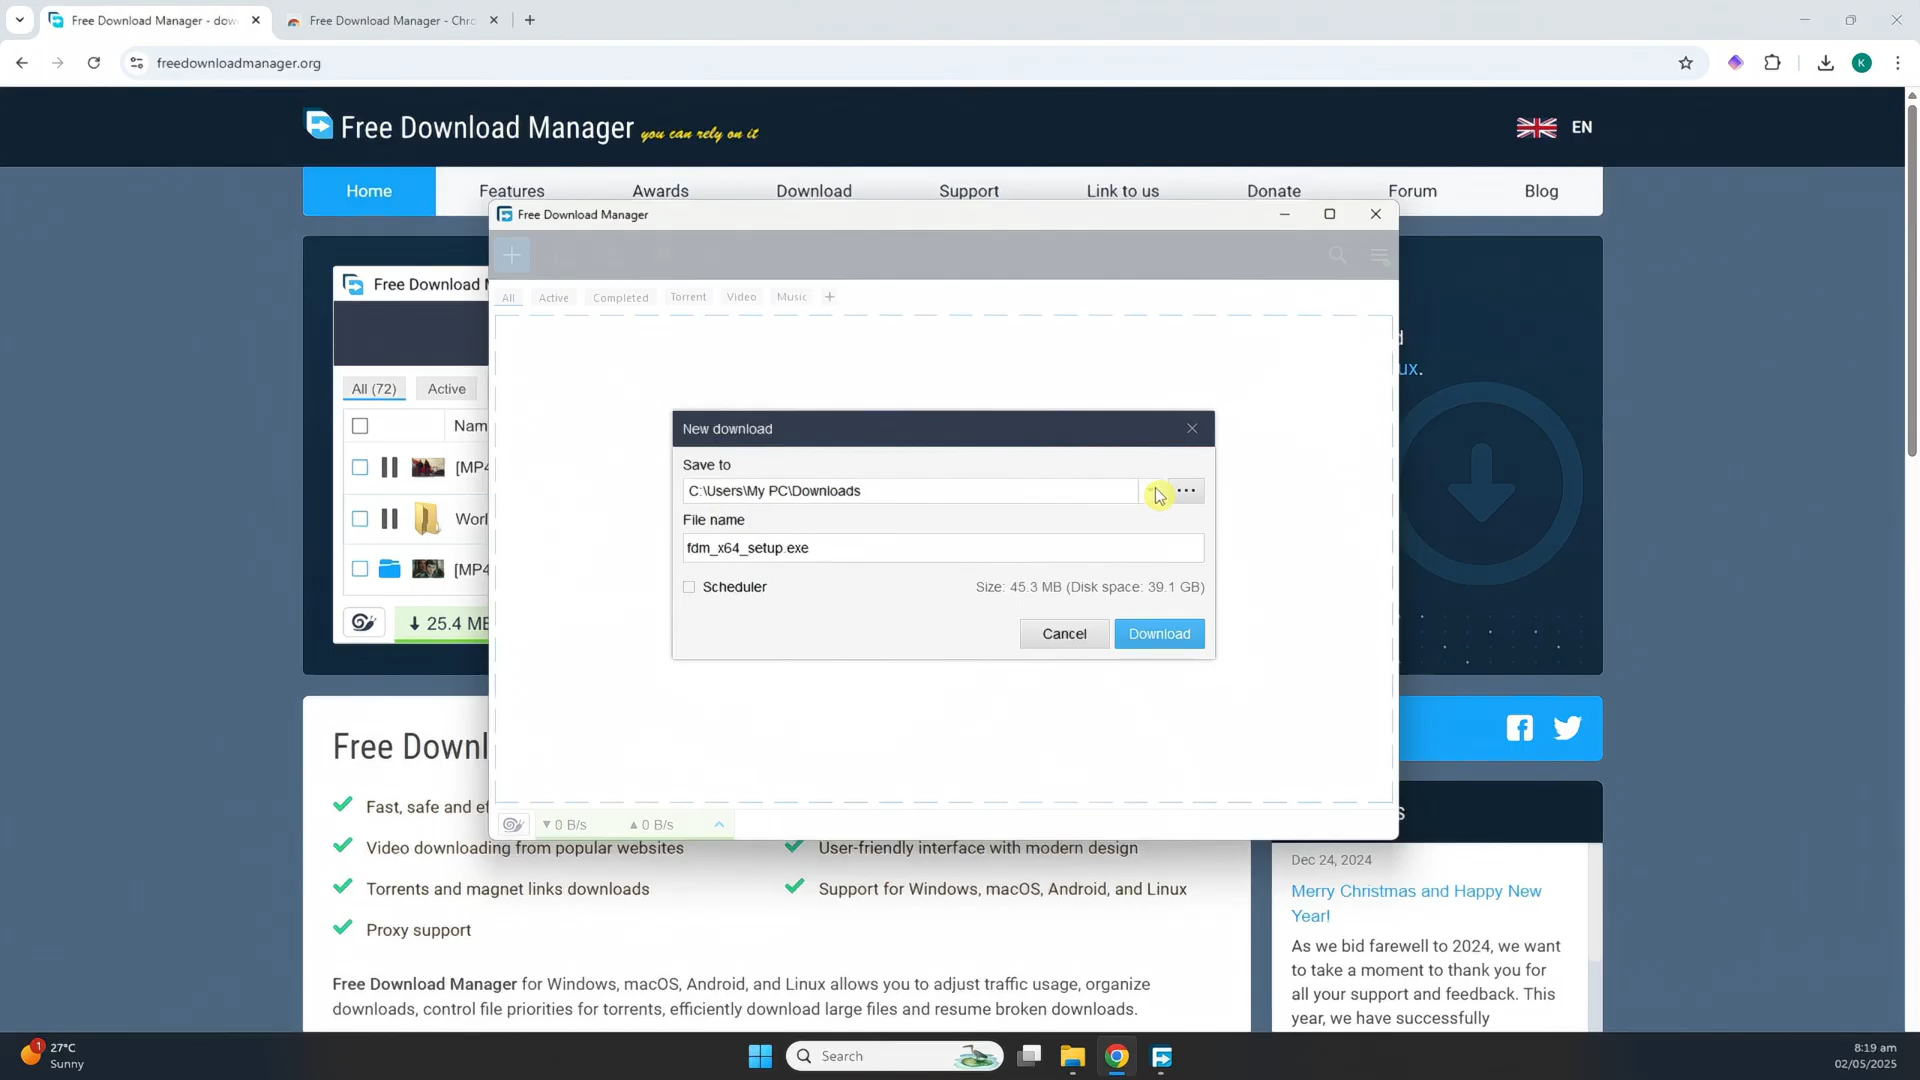 Free Download Manager - dow
Free Download Manager - Chro
freedownloadmanager.org
K
Free Download Manager you can rely on it
EN
Home
Features
Awards
Download
Support
Link to us
Donate
Forum
Blog
Free Download Manager
Free Download M
All
Active
Completed
Torrent
Video
Music
ux.
All (72)
Active
Nam
[MP4
Worl
[MP4
25.4 ME
New download
Save to
C:\Users\My PC\Downloads
File name
fdm_x64_setup.exe
Scheduler
Size: 45.3 MB (Disk space: 39.1 GB)
Cancel
Download
0 B/s
0 B/s
Free Downl
Fast, safe and ef
Video downloading from popular websites
User-friendly interface with modern design
Torrents and magnet links downloads
Support for Windows, macOS, Android, and Linux
Proxy support
Free Download Manager for Windows, macOS, Android, and Linux allows you to adjust traffic usage, organize
downloads, control file priorities for torrents, efficiently download large files and resume broken downloads.
Dec 24, 2024
Merry Christmas and Happy New
Year!
As we bid farewell to 2024, we want
to take a moment to thank you for
all your support and feedback. This
year, we have successfully
1
27°C
Sunny
Search
8:19 am
02/05/2025